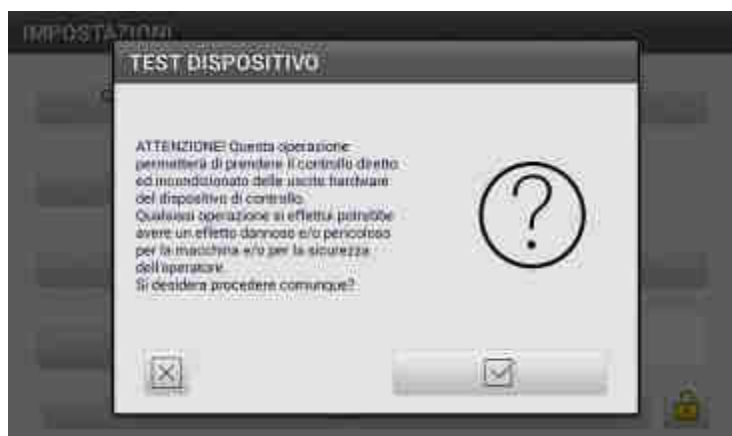 IMPOSTAZIONI
TEST DISPOSITIVO
ATTENZIONE! Questa operazione
permetterà di prendere il controllo diretto
ed incondizionato delle uscite hardware
del dispositivo di controllo.
Qualsiasi operazione si effettui potrebbe
avere un effetto dannoso e/o pericoloso
per la macchina e/o per la sicurezza
dell'operatore.
Si desidera procedere comunque?